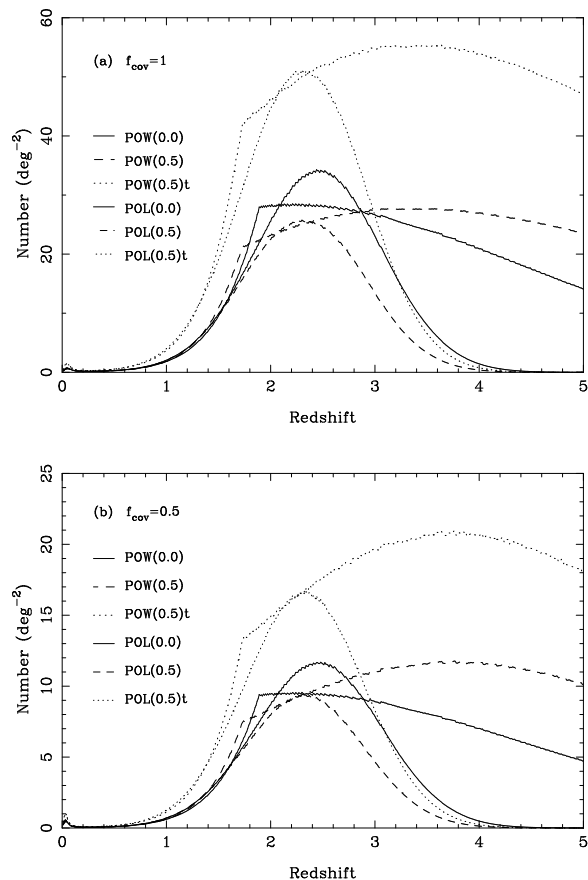 60
(a) f_cov=1
POW(0.0)
POW(0.5)
POW(0.5)t
POL(0.0)
POL(0.5)
POL(0.5)t
40
20
0
Number (deg⁻²)
0 1 2 3 4 5
Redshift
25
(b) f_cov=0.5
POW(0.0)
POW(0.5)
POW(0.5)t
POL(0.0)
POL(0.5)
POL(0.5)t
20
15
10
5
0
Number (deg⁻²)
0 1 2 3 4 5
Redshift